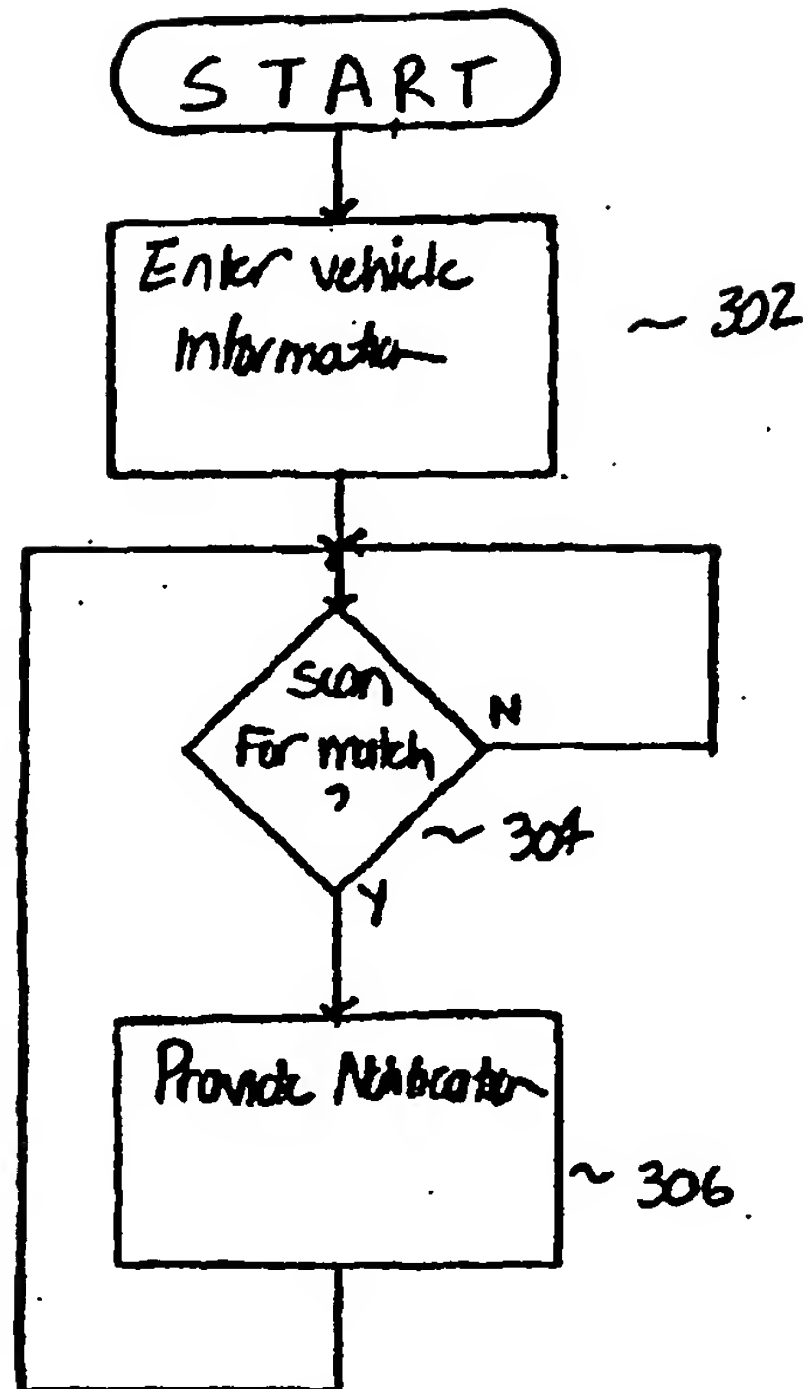 START
Enter vehicle
Information
~ 302
Scan
For match
?
N
~ 304
Y
Provide Notification
~ 306